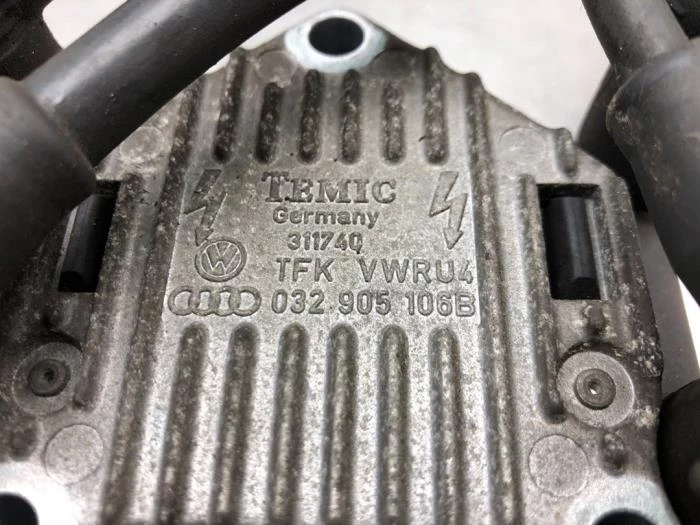 TEMIC
Germany
311740
TFK VWRU4
032 905 106B